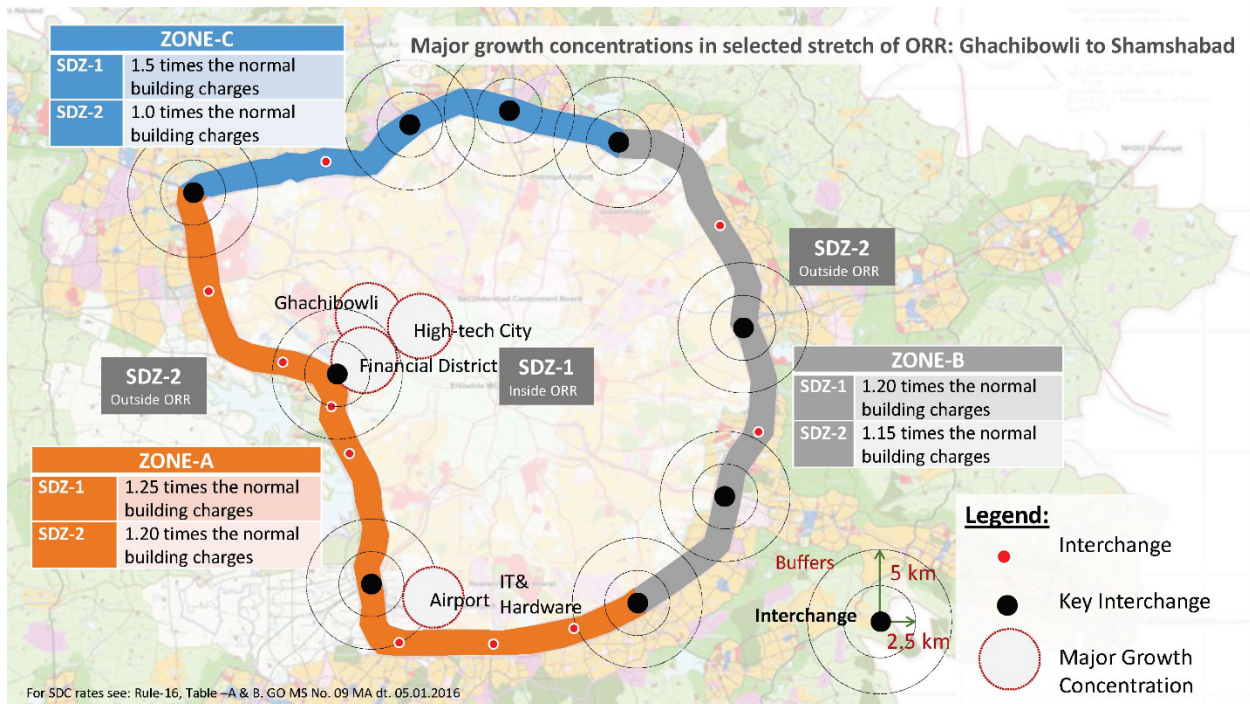 Major growth concentrations in selected stretch of ORR: Ghachibowli to Shamshabad
ZONE-C
SDZ-1 1.5 times the normal
building charges
SDZ-2 1.0 times the normal
building charges
NH202 Warangal
SDZ-2
Outside ORR
Ghachibowli
High-tech City
Financial District
SDZ-1
Inside ORR
SDZ-2
Outside ORR
ZONE-B
SDZ-1 1.20 times the normal
building charges
SDZ-2 1.15 times the normal
building charges
ZONE-A
SDZ-1 1.25 times the normal
building charges
SDZ-2 1.20 times the normal
building charges
Airport
IT&
Hardware
Legend:
Interchange
Key Interchange
Major Growth
Concentration
Buffers
5 km
Interchange
2.5 km
For SDC rates see: Rule-16, Table –A & B. GO MS No. 09 MA dt. 05.01.2016